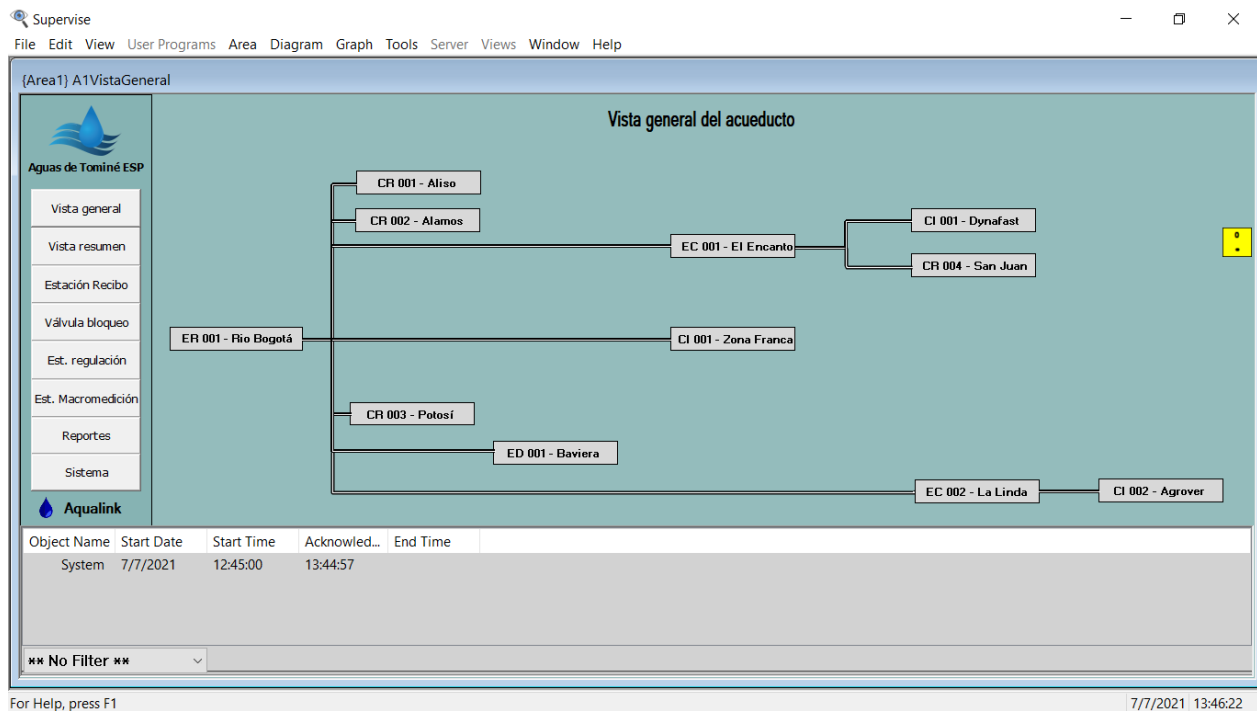 Supervise
File Edit View User Programs Area Diagram Graph Tools Server Views Window Help
{Area1} A1VistaGeneral
Vista general del acueducto
Aguas de Tominé ESP
Vista general
Vista resumen
Estación Recibo
Válvula bloqueo
Est. regulación
Est. Macromedición
Reportes
Sistema
Aqualink
CR 001 - Aliso
CR 002 - Alamos
EC 001 - El Encanto
CI 001 - Dynafast
CR 004 - San Juan
ER 001 - Rio Bogotá
CI 001 - Zona Franca
CR 003 - Potosí
ED 001 - Baviera
EC 002 - La Linda
CI 002 - Agrover
Object Name Start Date Start Time Acknowled... End Time
System 7/7/2021 12:45:00 13:44:57
** No Filter **
For Help, press F1
7/7/2021 13:46:22